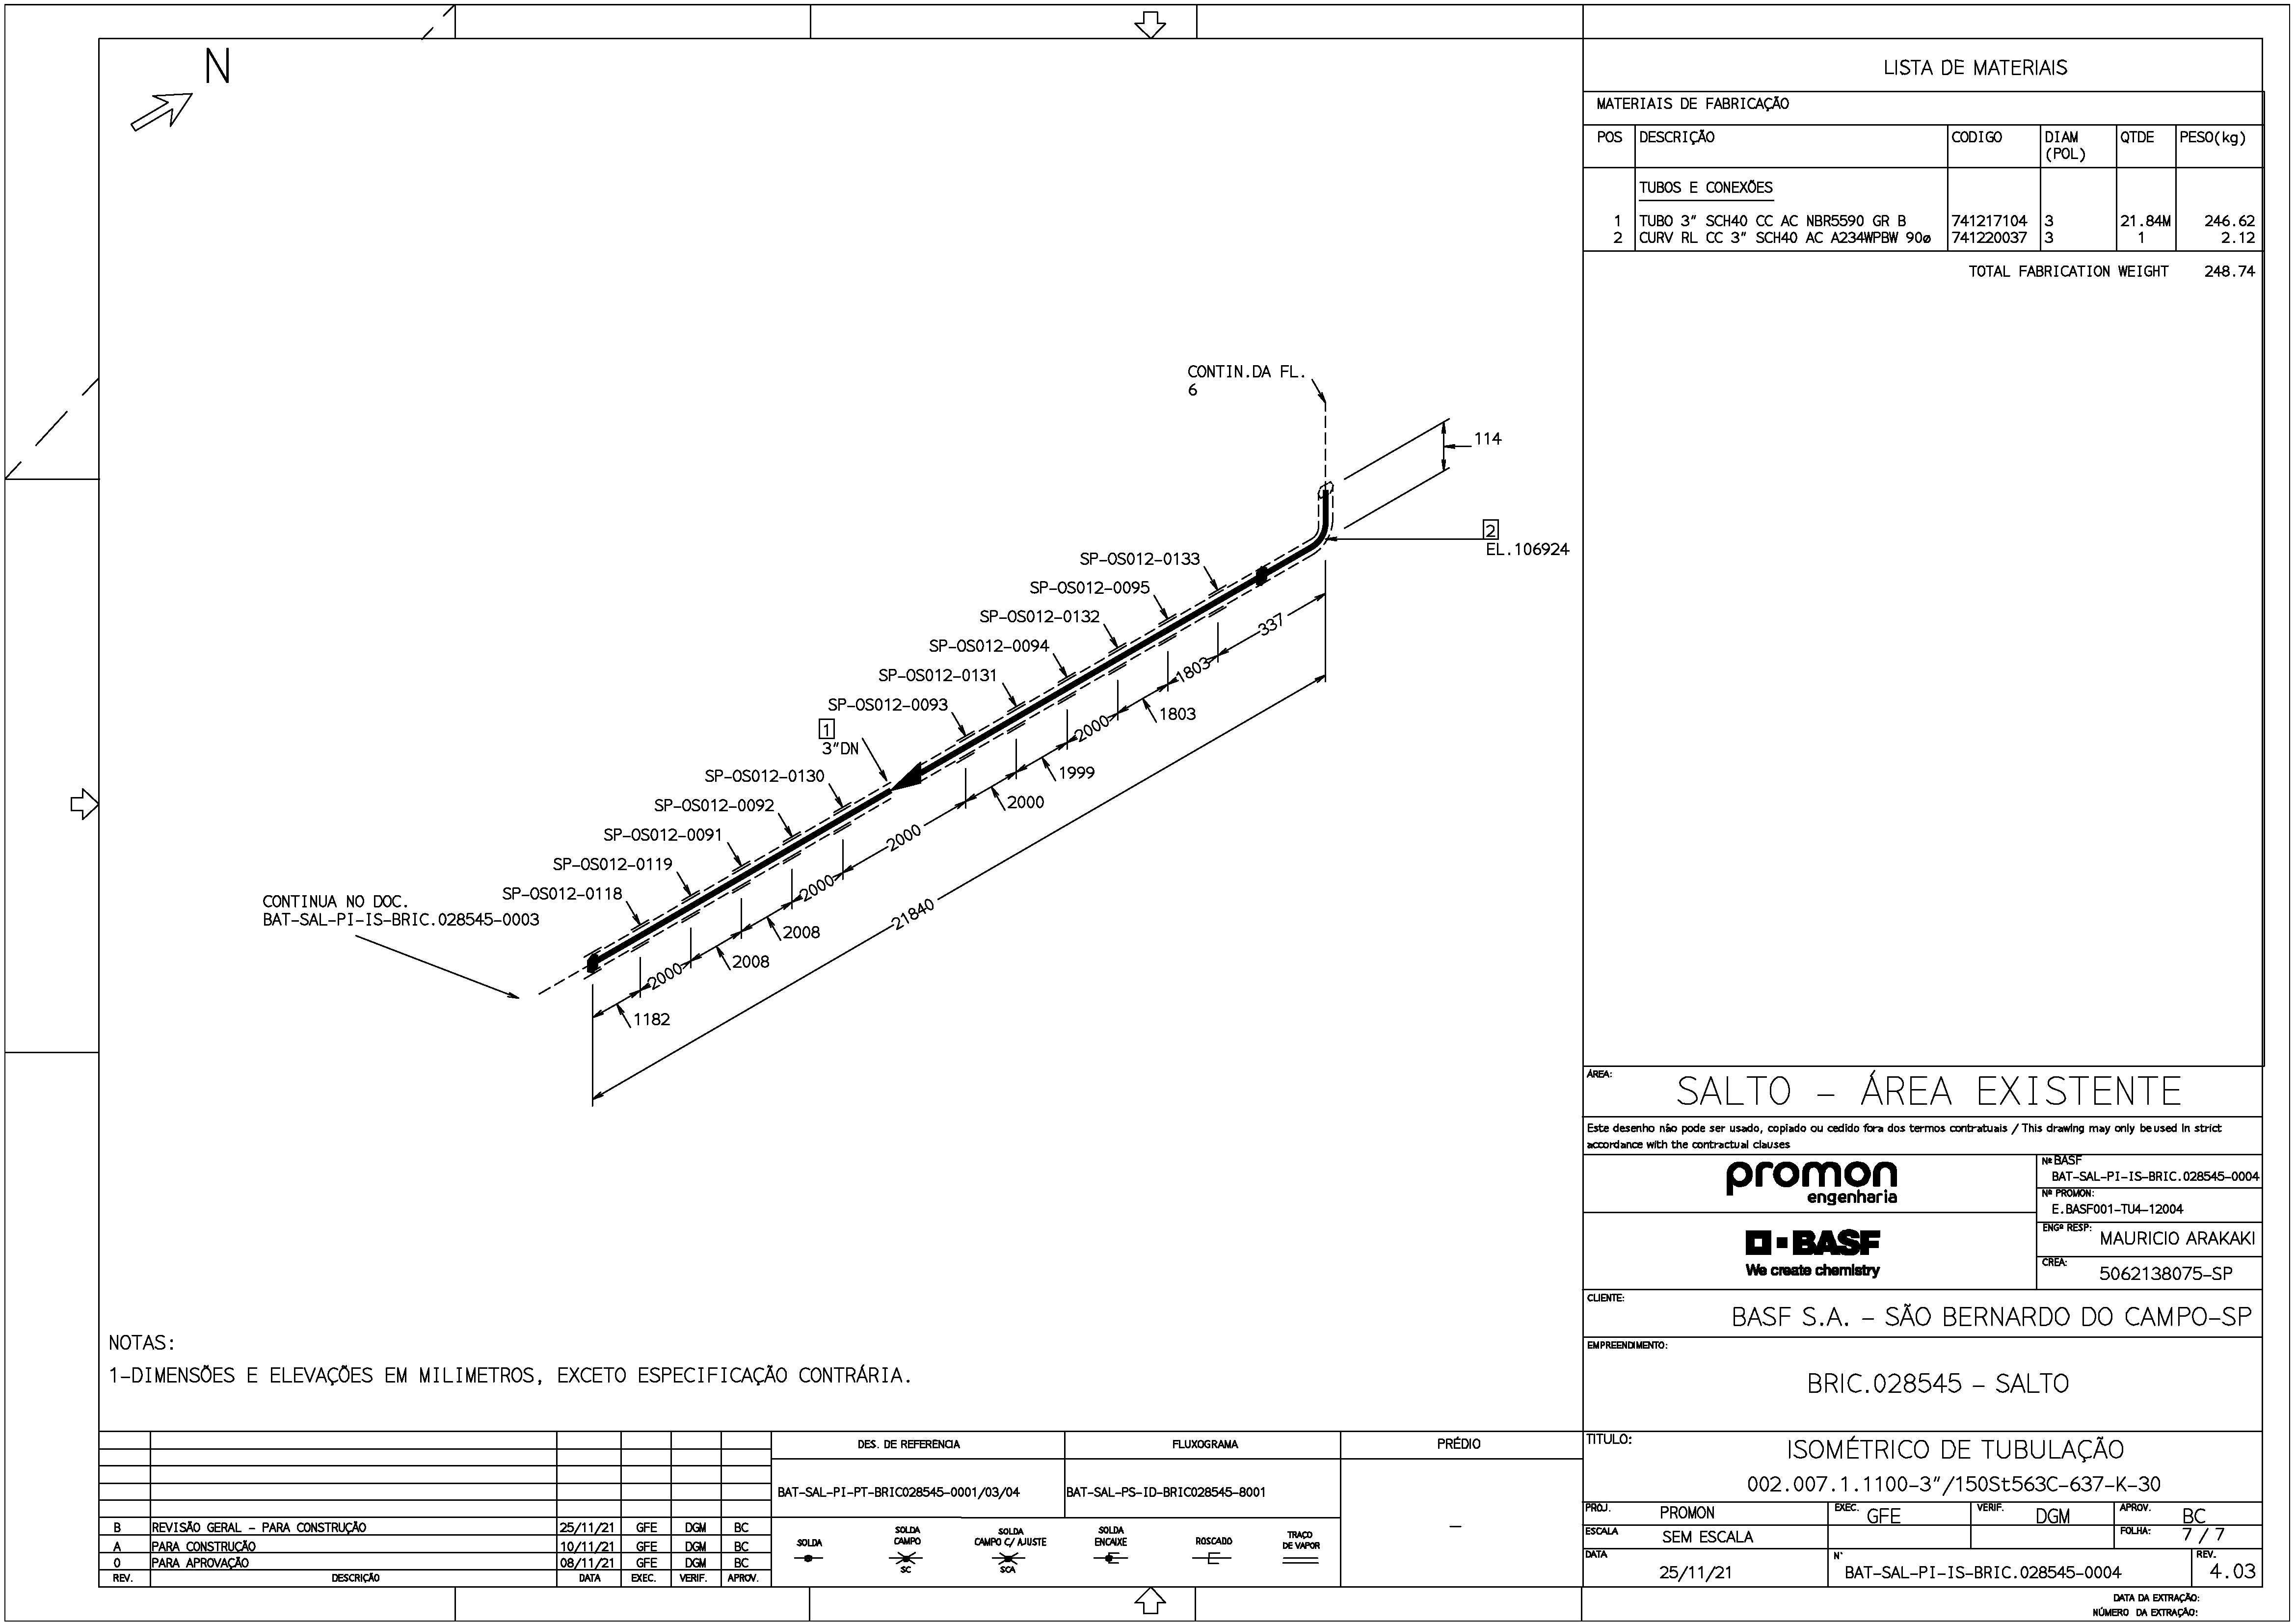 N
LISTA DE MATERIAIS
MATERIAIS DE FABRICAÇÃO
POS DESCRIÇÃO CODIGO DIAM (POL) QTDE PESO(kg)
TUBOS E CONEXÕES
1 TUBO 3" SCH40 CC AC NBR5590 GR B 741217104 3 21.84M 246.62
2 CURV RL CC 3" SCH40 AC A234WPBW 90ø 741220037 3 1 2.12
TOTAL FABRICATION WEIGHT 248.74
CONTIN.DA FL.
6
114
2
EL.106924
SP-OS012-0133
SP-OS012-0095
SP-OS012-0132
SP-OS012-0094
SP-OS012-0131
SP-OS012-0093
1
3"DN
SP-OS012-0130
SP-OS012-0092
SP-OS012-0091
SP-OS012-0119
SP-OS012-0118
337
1803
1803
2000
1999
2000
2000
2000
2008
2008
2000
1182
21840
CONTINUA NO DOC.
BAT-SAL-PI-IS-BRIC.028545-0003
NOTAS:
1-DIMENSÕES E ELEVAÇÕES EM MILIMETROS, EXCETO ESPECIFICAÇÃO CONTRÁRIA.
ÁREA:
SALTO - ÁREA EXISTENTE
Este desenho não pode ser usado, copiado ou cedido fora dos termos contratuais / This drawing may only be used in strict
accordance with the contractual clauses
promon
engenharia
Nº BASF
BAT-SAL-PI-IS-BRIC.028545-0004
Nº PROMON:
E.BASF001-TU4-12004
BASF
We create chemistry
ENGº RESP:
MAURICIO ARAKAKI
CREA:
5062138075-SP
CLIENTE:
BASF S.A. - SÃO BERNARDO DO CAMPO-SP
EMPREENDIMENTO:
BRIC.028545 - SALTO
TITULO:
ISOMÉTRICO DE TUBULAÇÃO
002.007.1.1100-3"/150St563C-637-K-30
PROJ. PROMON EXEC. GFE VERIF. DGM APROV. BC
ESCALA SEM ESCALA FOLHA: 7 / 7
DATA 25/11/21 N° BAT-SAL-PI-IS-BRIC.028545-0004 REV. 4.03
DATA DA EXTRAÇÃO:
NÚMERO DA EXTRAÇÃO:
B REVISÃO GERAL - PARA CONSTRUÇÃO 25/11/21 GFE DGM BC
A PARA CONSTRUÇÃO 10/11/21 GFE DGM BC
0 PARA APROVAÇÃO 08/11/21 GFE DGM BC
REV. DESCRIÇÃO DATA EXEC. VERIF. APROV.
DES. DE REFERÊNCIA FLUXOGRAMA PRÉDIO
BAT-SAL-PI-PT-BRIC028545-0001/03/04 BAT-SAL-PS-ID-BRIC028545-8001 -
SOLDA
SOLDA CAMPO
SC
SOLDA CAMPO C/ AJUSTE
SCA
SOLDA ENCAIXE
ROSCADO
TRAÇO DE VAPOR